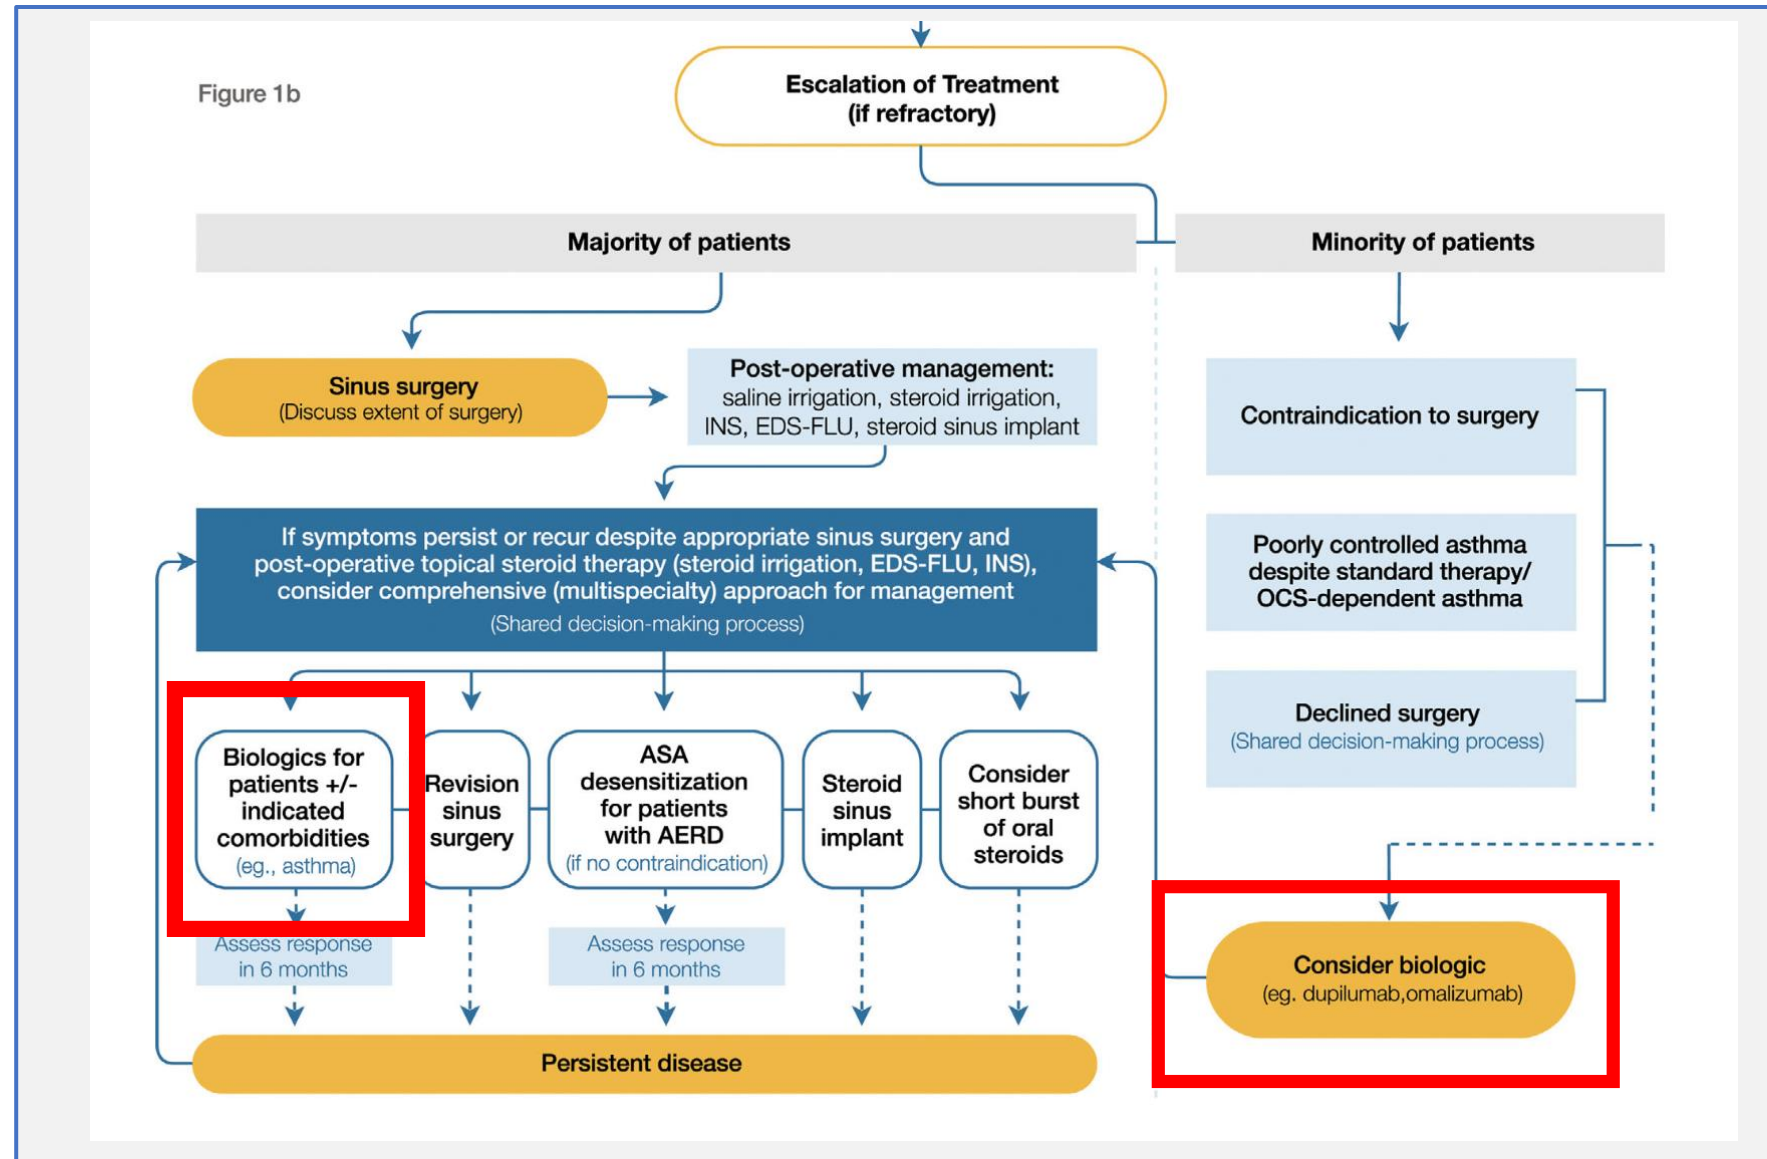 Figure 1b
Escalation of Treatment
(if refractory)
Majority of patients
Minority of patients
Sinus surgery
(Discuss extent of surgery)
Post-operative management:
saline irrigation, steroid irrigation,
INS, EDS-FLU, steroid sinus implant
If symptoms persist or recur despite appropriate sinus surgery and
post-operative topical steroid therapy (steroid irrigation, EDS-FLU, INS),
consider comprehensive (multispecialty) approach for management
(Shared decision-making process)
Biologics for
patients +/-
indicated
comorbidities
(eg., asthma)
Revision
sinus
surgery
ASA
desensitization
for patients
with AERD
(if no contraindication)
Steroid
sinus
implant
Consider
short burst
of oral
steroids
Assess response
in 6 months
Assess response
in 6 months
Persistent disease
Contraindication to surgery
Poorly controlled asthma
despite standard therapy/
OCS-dependent asthma
Declined surgery
(Shared decision-making process)
Consider biologic
(eg. dupilumab,omalizumab)